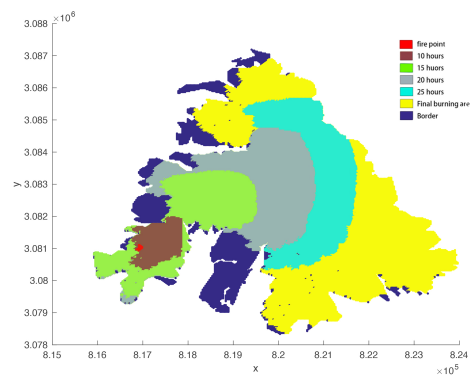 ×10⁶
3.088
3.087
3.086
3.085
3.084
3.083
3.082
3.081
3.08
3.079
3.078
y
8.15
8.16
8.17
8.18
8.19
8.2
8.21
8.22
8.23
8.24
x
×10⁵
fire point
10 hours
15 huors
20 hours
25 hours
Final burning are
Border